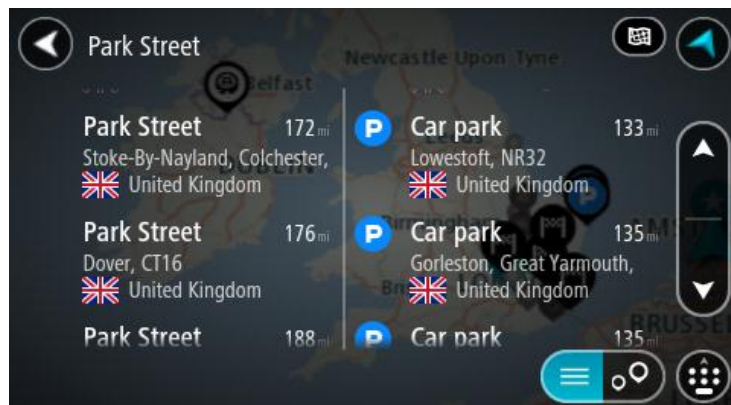 Park Street
Newcastle Upon Tyne
Belfast
Park Street 172 mi
Stoke-By-Nayland, Colchester,
United Kingdom
Park Street 176 mi
Dover, CT16
United Kingdom
Park Street 188 mi
P Car park 133 mi
Lowestoft, NR32
United Kingdom
P Car park 135 mi
Gorleston, Great Yarmouth,
United Kingdom
P Car park 135 mi
DUBLIN
Birmingham
P